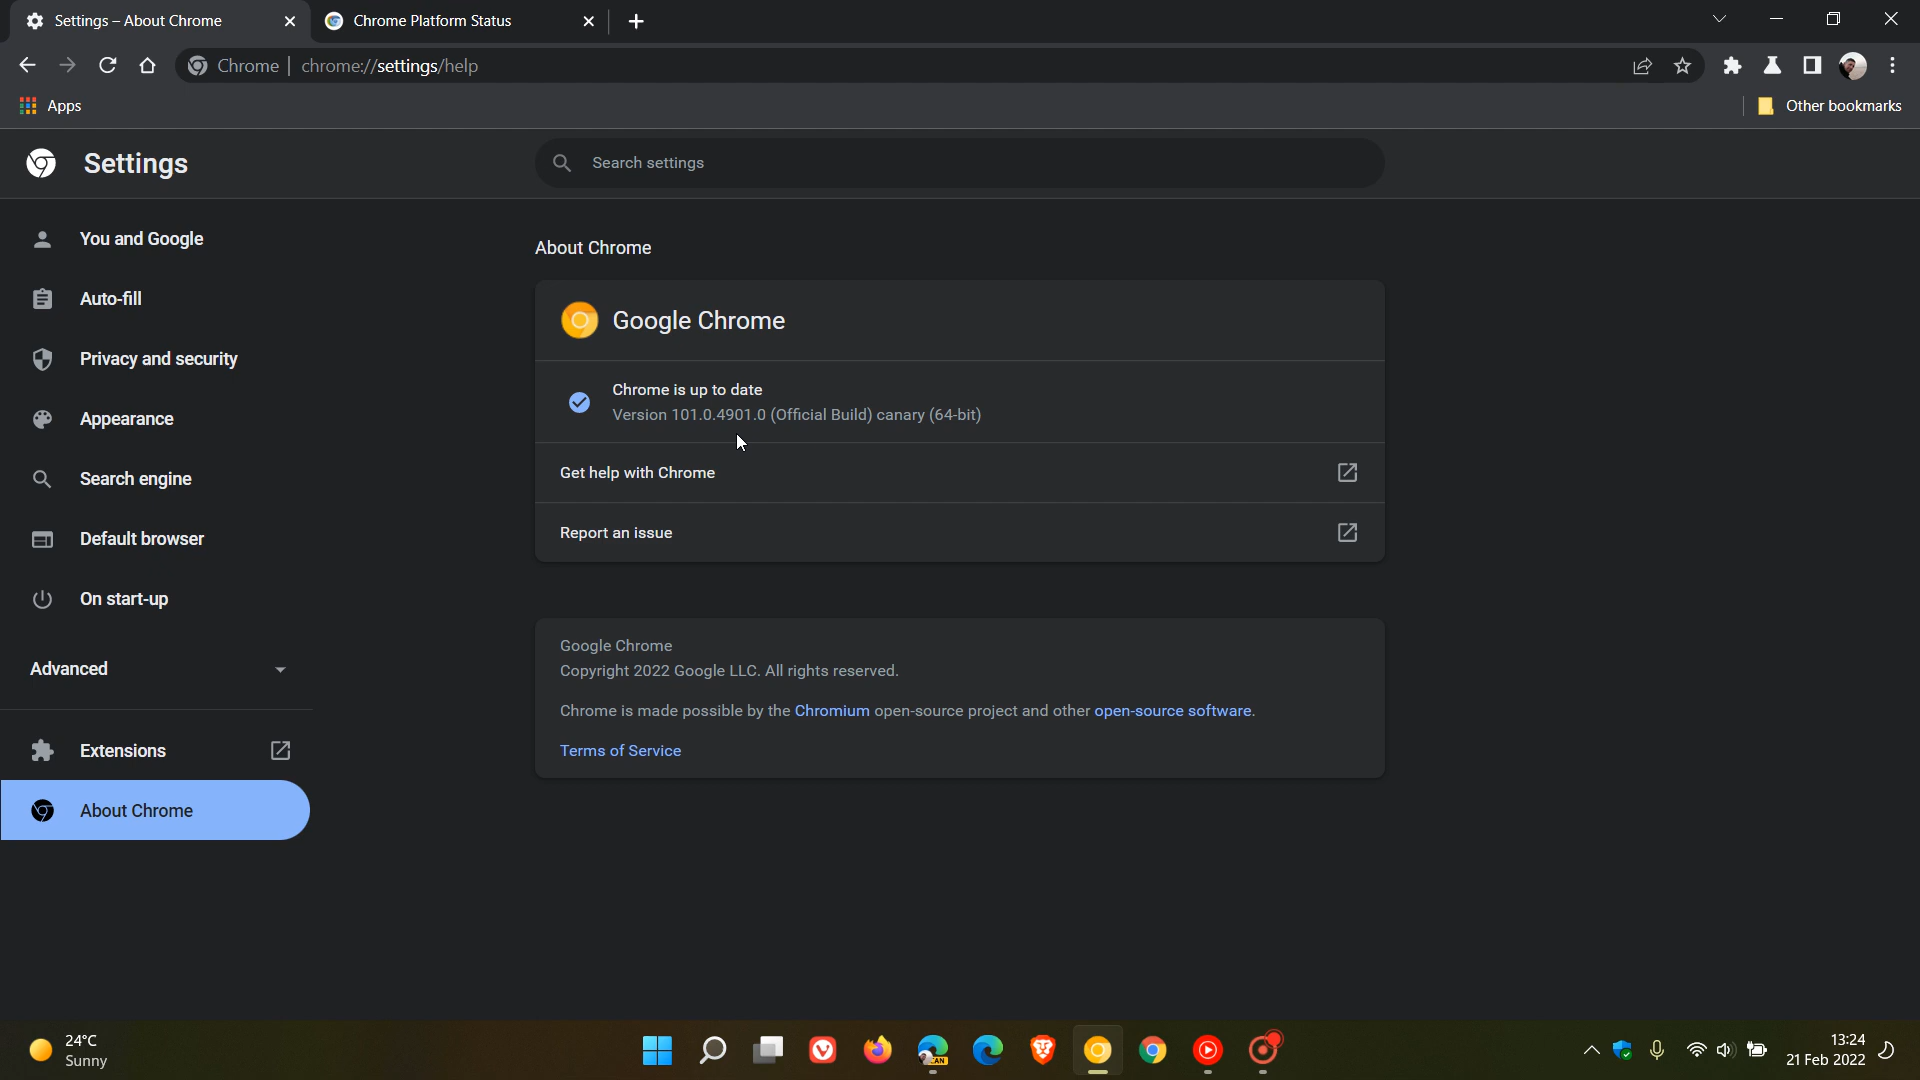 Settings – About Chrome
Chrome Platform Status
Chrome
chrome://settings/help
Apps
Other bookmarks
Settings
Search settings
You and Google
Auto-fill
Privacy and security
Appearance
Search engine
Default browser
On start-up
Advanced
Extensions
About Chrome
About Chrome
Google Chrome
Chrome is up to date
Version 101.0.4901.0 (Official Build) canary (64-bit)
Get help with Chrome
Report an issue
Google Chrome
Copyright 2022 Google LLC. All rights reserved.
Chrome is made possible by the Chromium open-source project and other open-source software.
Terms of Service
24°C
Sunny
CAN
13:24
21 Feb 2022